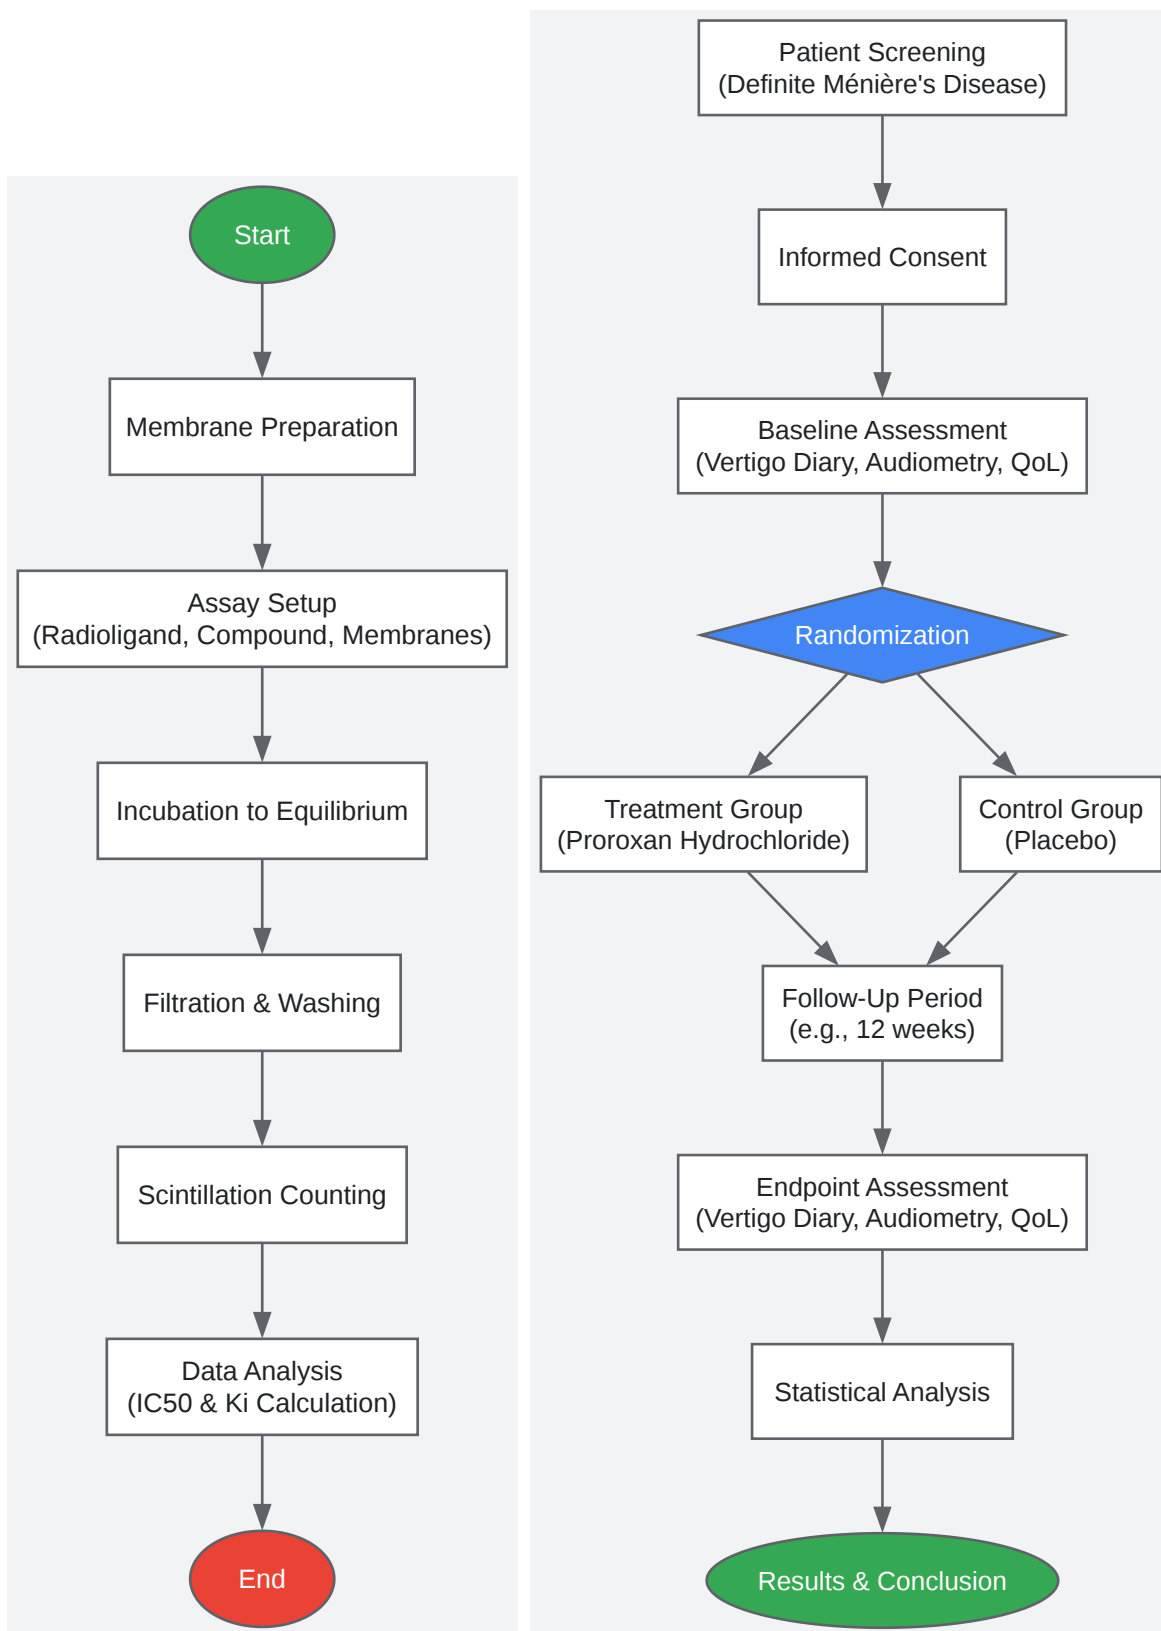 Start
Membrane Preparation
Assay Setup
(Radioligand, Compound, Membranes)
Incubation to Equilibrium
Filtration & Washing
Scintillation Counting
Data Analysis
(IC50 & Ki Calculation)
End
Patient Screening
(Definite Ménière's Disease)
Informed Consent
Baseline Assessment
(Vertigo Diary, Audiometry, QoL)
Randomization
Treatment Group
(Proroxan Hydrochloride)
Control Group
(Placebo)
Follow-Up Period
(e.g., 12 weeks)
Endpoint Assessment
(Vertigo Diary, Audiometry, QoL)
Statistical Analysis
Results & Conclusion